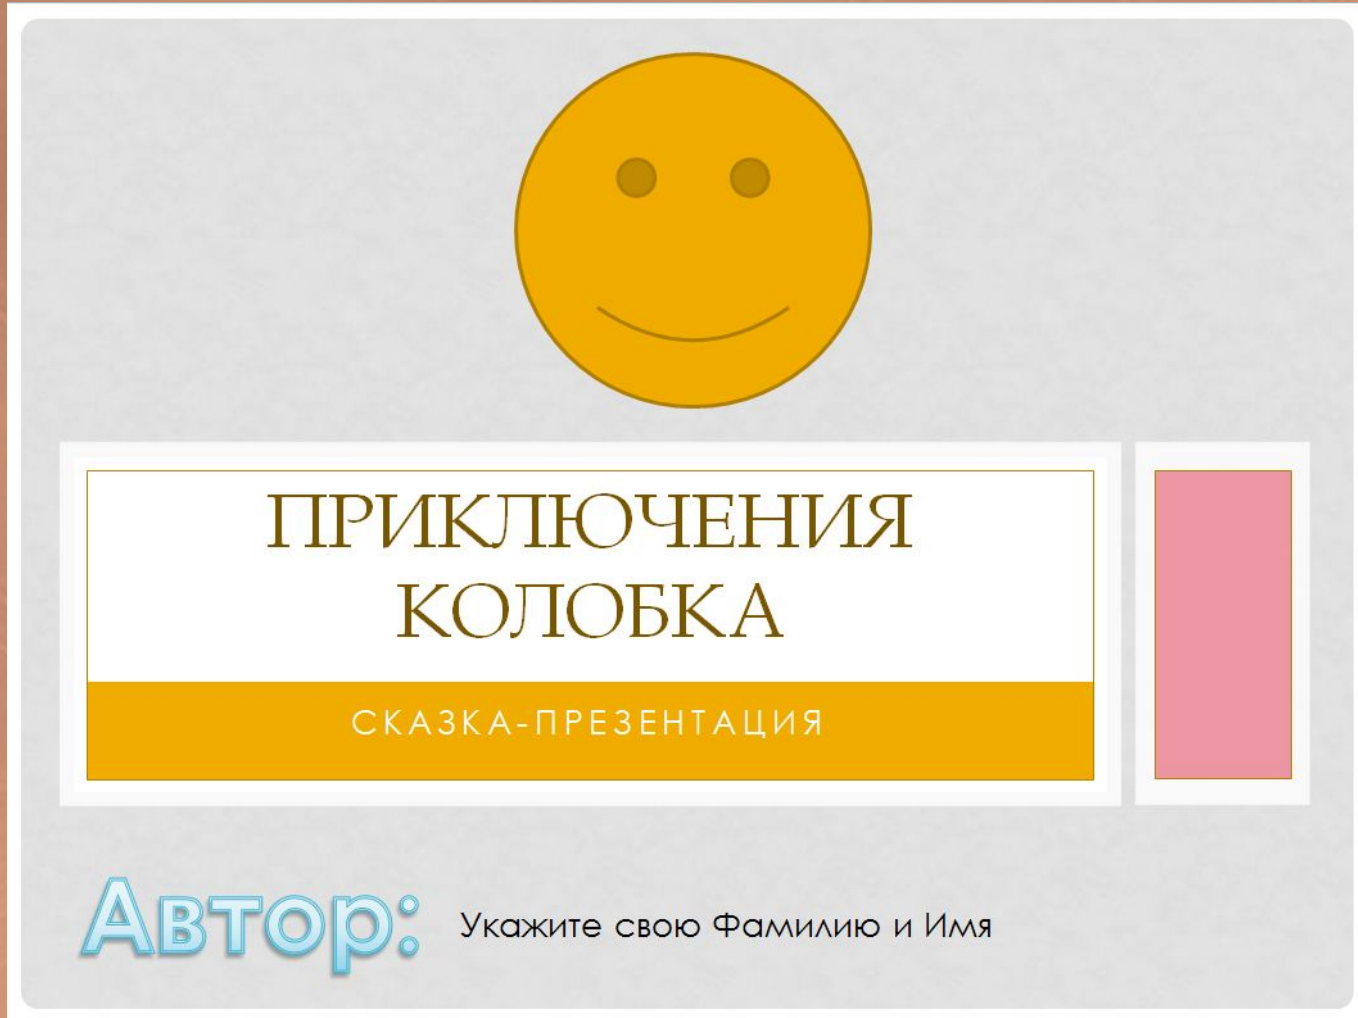 ПРИКЛЮЧЕНИЯ
КОЛОБКА
СКАЗКА-ПРЕЗЕНТАЦИЯ
Автор: Укажите свою Фамилию и Имя